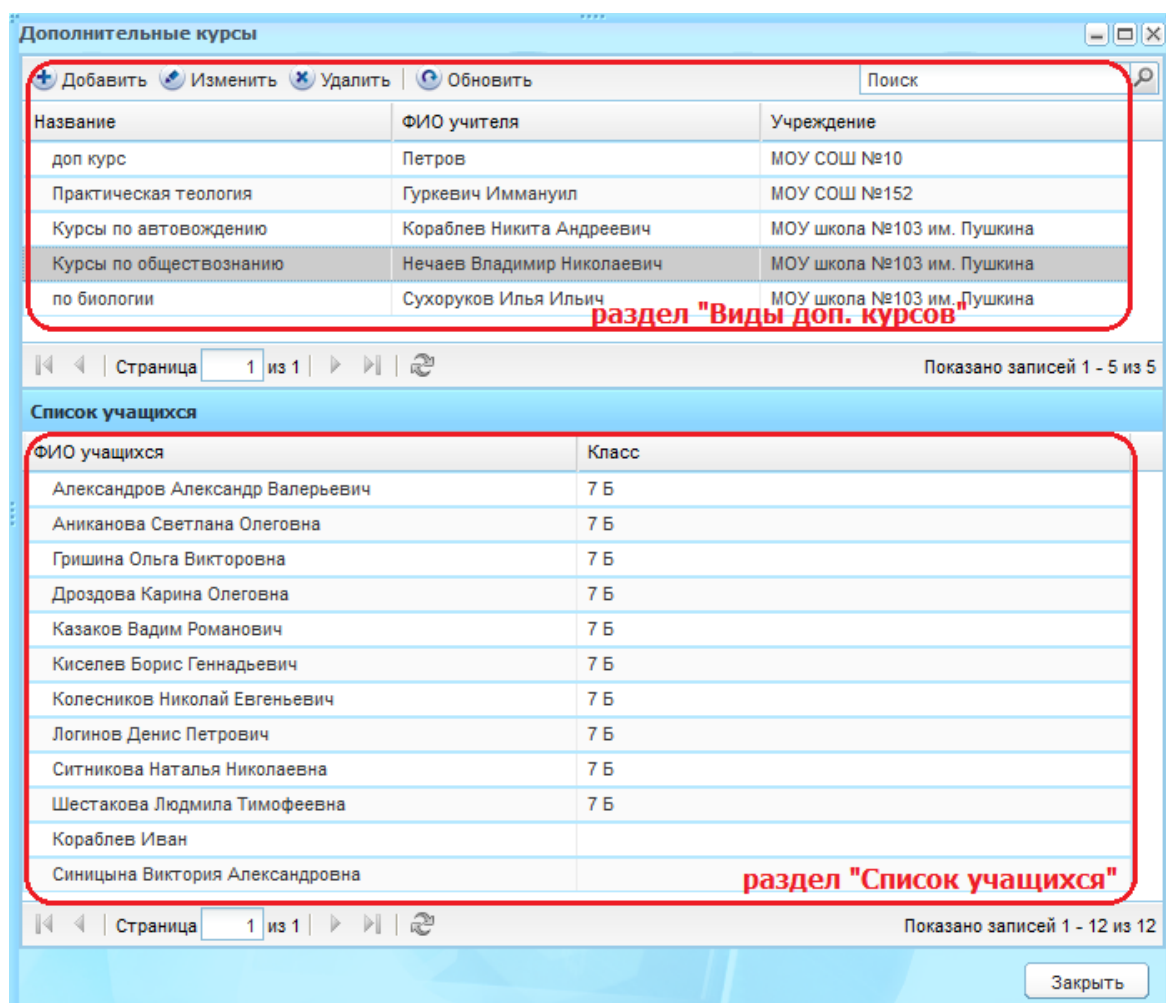 Дополнительные курсы
Добавить Изменить Удалить Обновить Поиск
Название ФИО учителя Учреждение
доп курс Петров МОУ СОШ №10
Практическая теология Гуркевич Иммануил МОУ СОШ №152
Курсы по автовождению Кораблев Никита Андреевич МОУ школа №103 им. Пушкина
Курсы по обществознанию Нечаев Владимир Николаевич МОУ школа №103 им. Пушкина
по биологии Сухоруков Илья Ильич МОУ школа №103 им. Пушкина
раздел "Виды доп. курсов"
Страница 1 из 1 Показано записей 1 - 5 из 5
Список учащихся
ФИО учащихся Класс
Александров Александр Валерьевич 7 Б
Аниканова Светлана Олеговна 7 Б
Гришина Ольга Викторовна 7 Б
Дроздова Карина Олеговна 7 Б
Казаков Вадим Романович 7 Б
Киселев Борис Геннадьевич 7 Б
Колесников Николай Евгеньевич 7 Б
Логинов Денис Петрович 7 Б
Ситникова Наталья Николаевна 7 Б
Шестакова Людмила Тимофеевна 7 Б
Кораблев Иван
Синицына Виктория Александровна
раздел "Список учащихся"
Страница 1 из 1 Показано записей 1 - 12 из 12
Закрыть